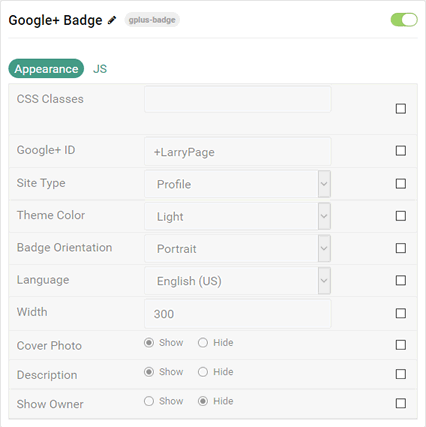 Google+ Badge gplus-badge
Appearance JS
CSS Classes
Google+ ID +LarryPage
Site Type Profile
Theme Color Light
Badge Orientation Portrait
Language English (US)
Width 300
Cover Photo Show Hide
Description Show Hide
Show Owner Show Hide